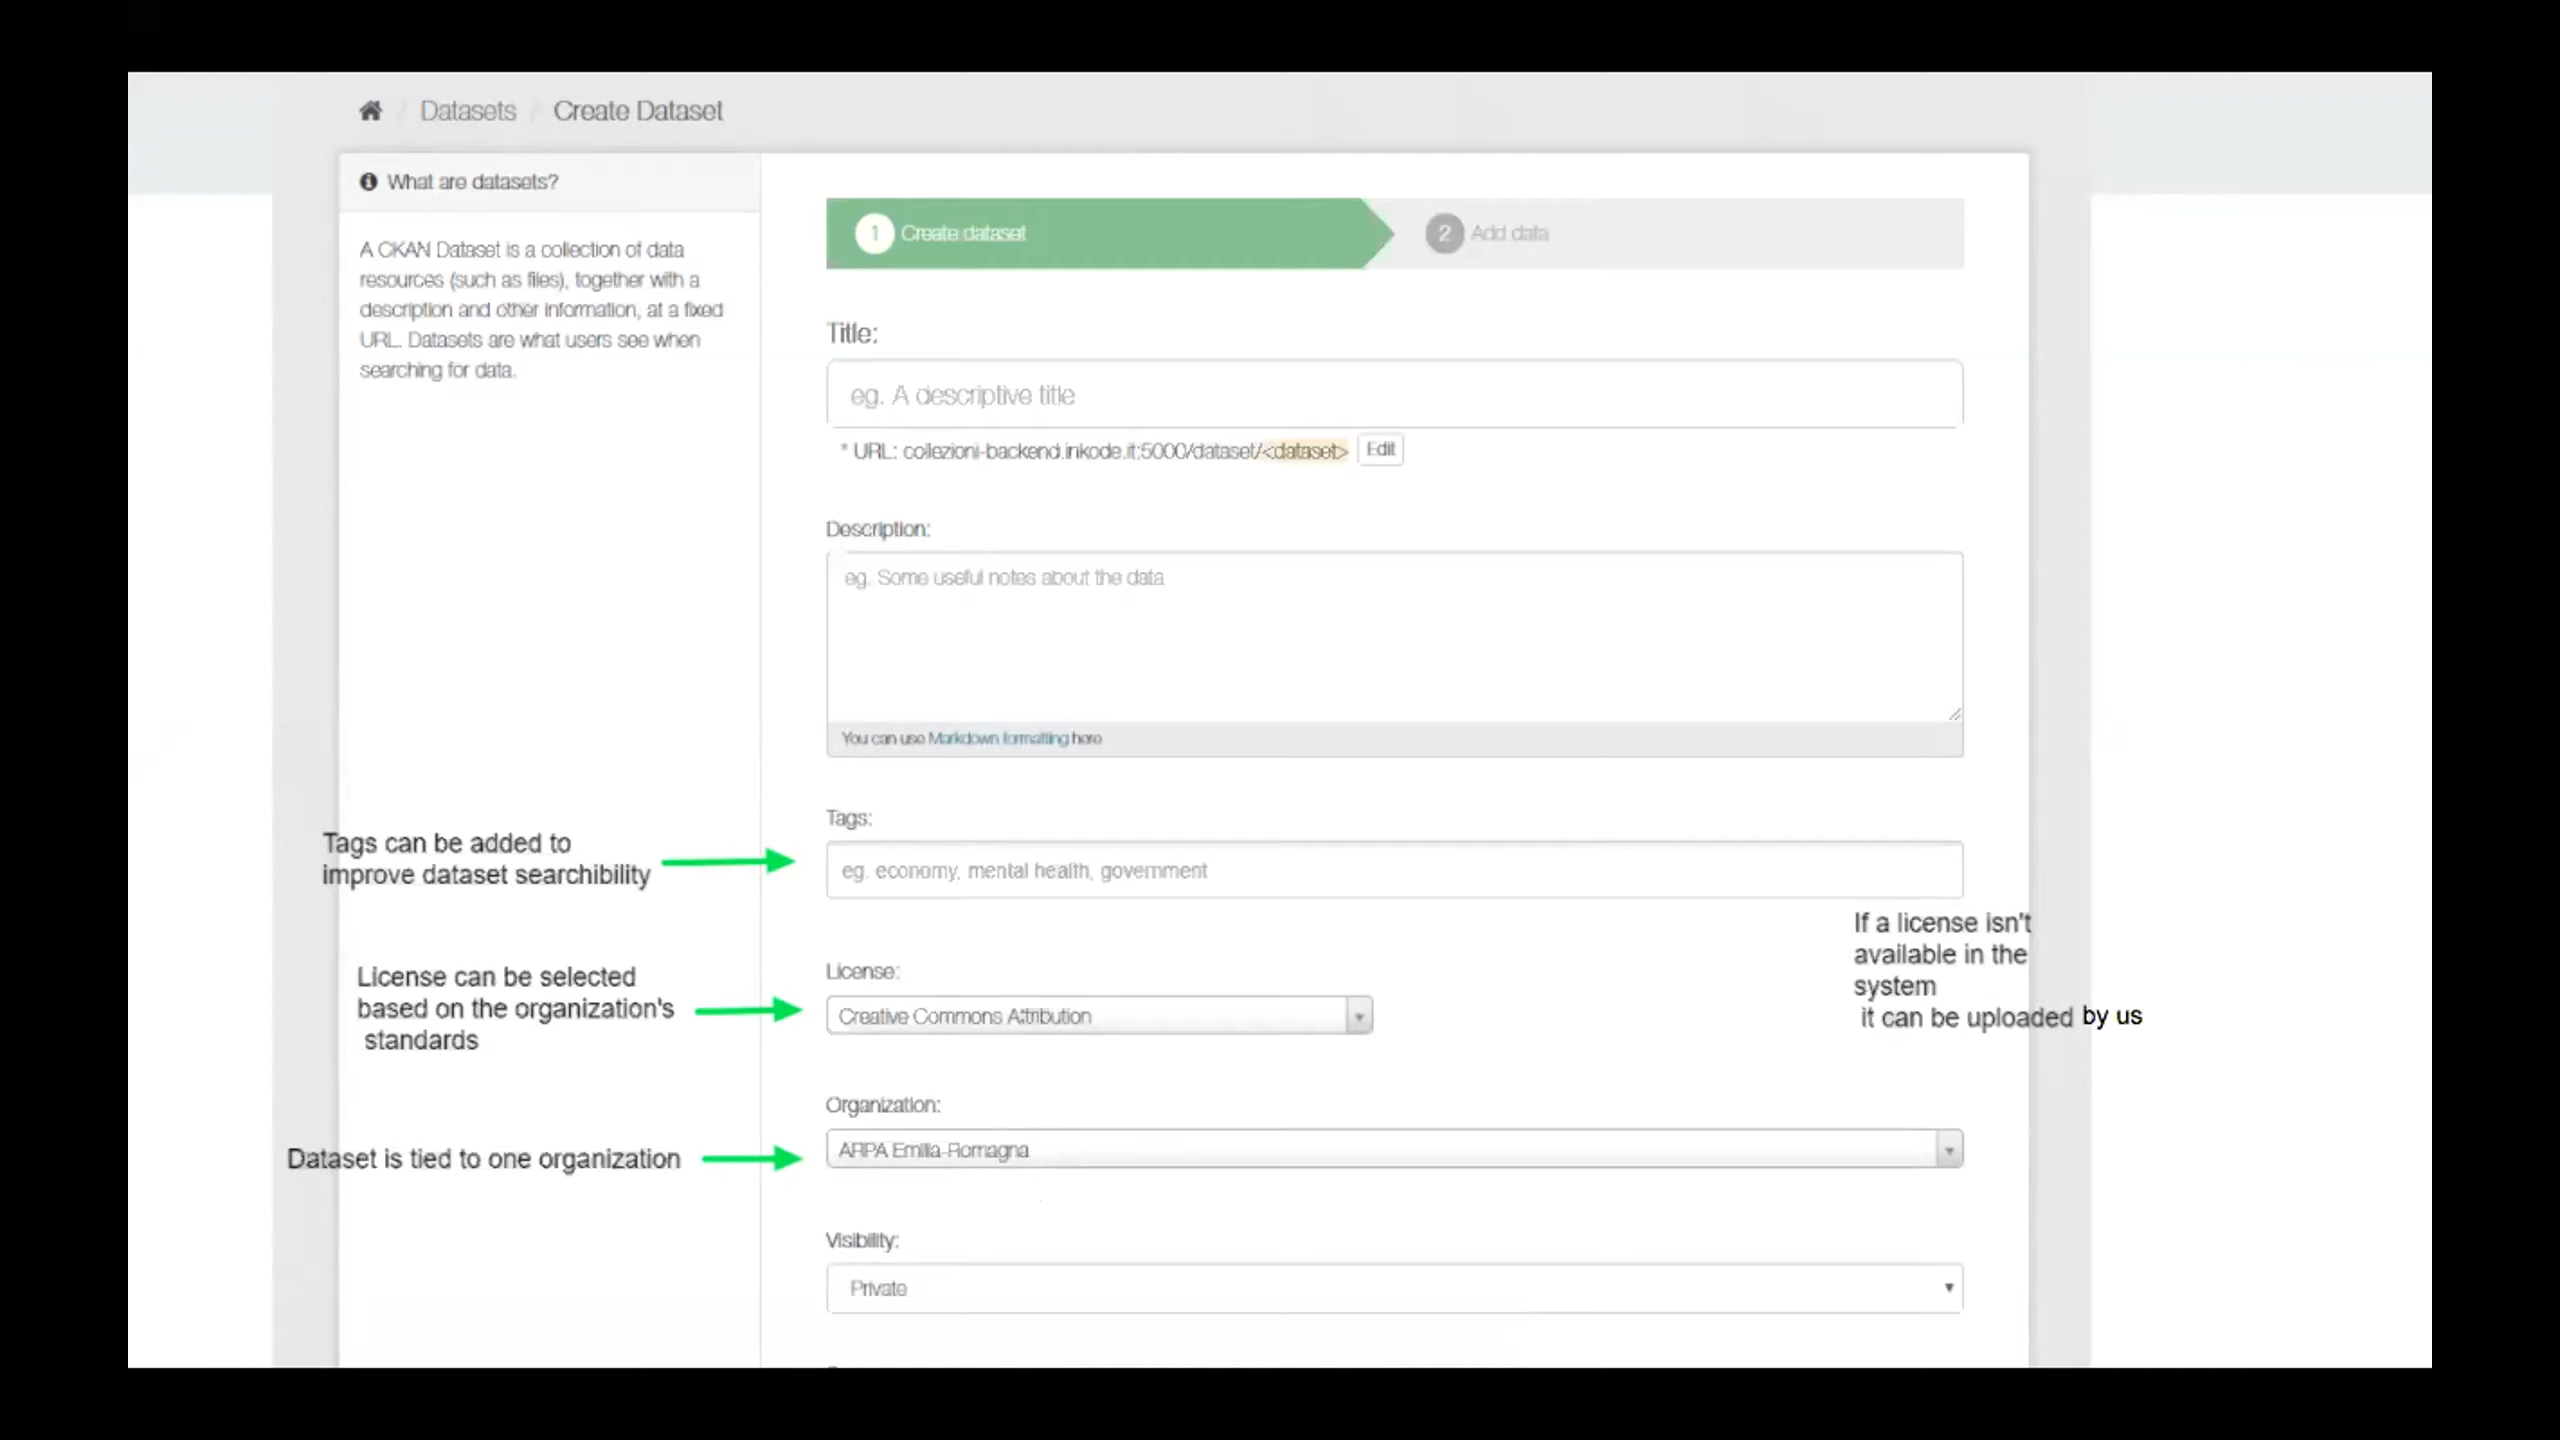 Datasets / Create Dataset
What are datasets?
A CKAN Dataset is a collection of data
resources (such as files), together with a
description and other information, at a fixed
URL. Datasets are what users see when
searching for data.
1 Create dataset
2 Add data
Title:
eg. A descriptive title
* URL: collezioni-backend.inkode.it:5000/dataset/<dataset> Edit
Description:
eg. Some useful notes about the data
You can use Markdown formatting here
Tags:
Tags can be added to
improve dataset searchibility
eg. economy, mental health, government
If a license isn't
available in the
system
it can be uploaded by us
License:
License can be selected
based on the organization's
standards
Creative Commons Attribution
Organization:
Dataset is tied to one organization
ARPA Emilia-Romagna
Visibility:
Private